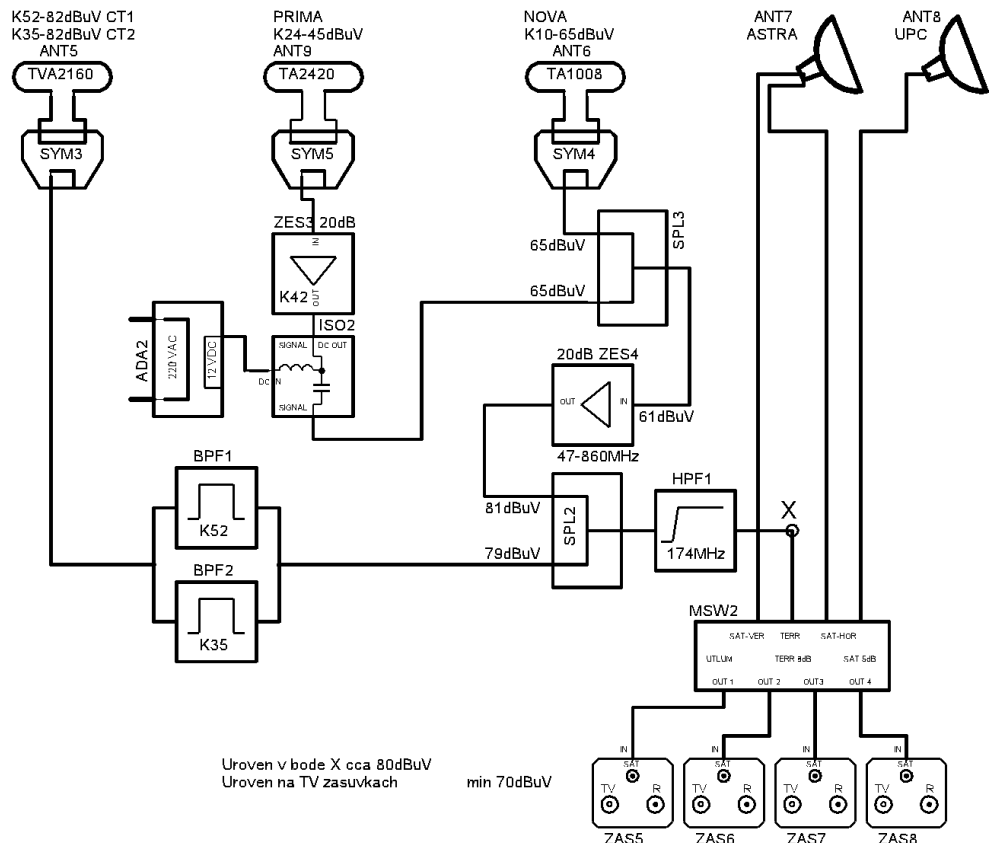 K52-82dBuV CT1
K35-82dBuV CT2
ANT5
TVA2160
SYM3
PRIMA
K24-45dBuV
ANT9
TA2420
SYM5
NOVA
K10-65dBuV
ANT6
TA1008
SYM4
ANT7
ASTRA
ANT8
UPC
ZES3 20dB
IN
K42
OUT
ISO2
SIGNAL
DC OUT
DC IN
SIGNAL
ADA2
220 VAC
12 VDC
SPL3
65dBuV
65dBuV
20dB ZES4
OUT
IN
61dBuV
47-860MHz
BPF1
K52
BPF2
K35
81dBuV
79dBuV
SPL2
HPF1
174MHz
X
MSW2
SAT-VER
TERR
SAT-HOR
UTLUM
TERR 8dB
SAT 5dB
OUT 1
OUT 2
OUT3
OUT 4
Uroven v bode X cca 80dBuV
Uroven na TV zasuvkach min 70dBuV
IN
SAT
TV
R
ZAS5
IN
SAT
TV
R
ZAS6
IN
SAT
TV
R
ZAS7
IN
SAT
TV
R
ZAS8